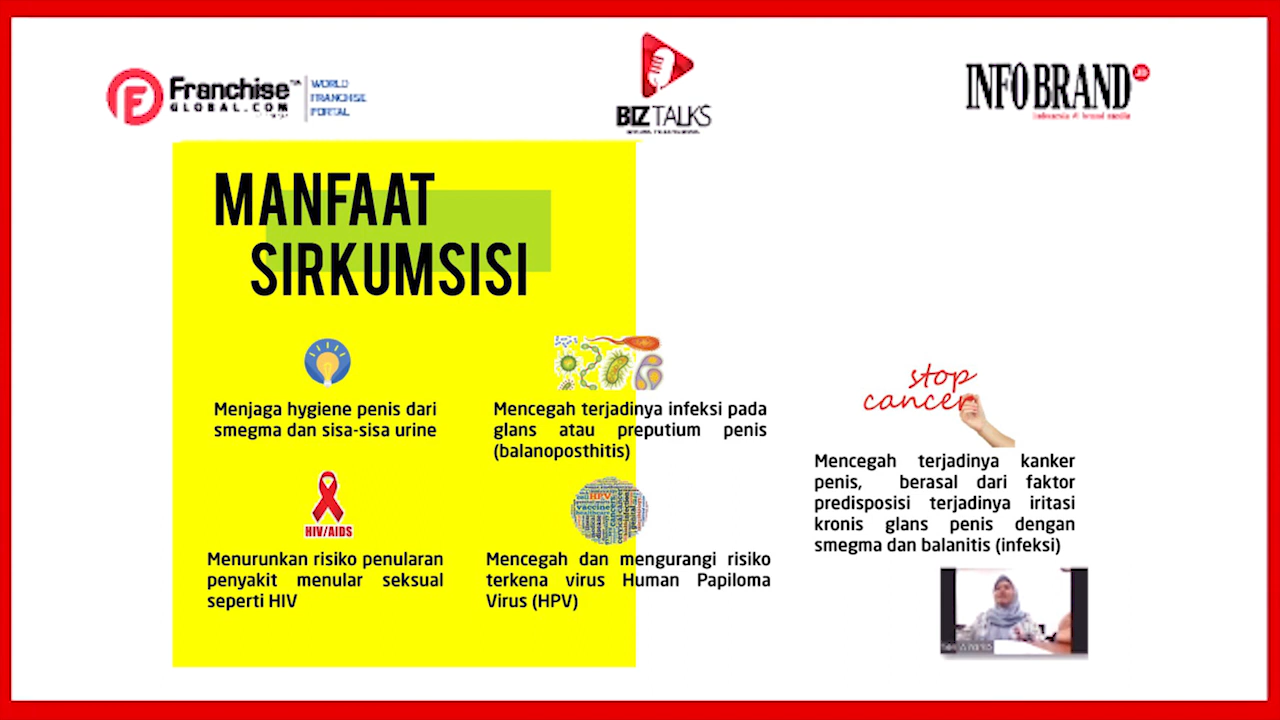 Franchise
GLOBAL.COM
WORLD
FRANCHISE
PORTAL
BIZTALKS
INFOBRAND
MANFAAT
SIRKUMSISI
Menjaga hygiene penis dari
smegma dan sisa-sisa urine
Mencegah terjadinya infeksi pada
glans atau preputium penis
(balanoposthitis)
HIV/AIDS
Menurunkan risiko penularan
penyakit menular seksual
seperti HIV
HPV
vaccine
Mencegah dan mengurangi risiko
terkena virus Human Papiloma
Virus (HPV)
stop
cancer
Mencegah terjadinya kanker
penis, berasal dari faktor
predisposisi terjadinya iritasi
kronis glans penis dengan
smegma dan balanitis (infeksi)